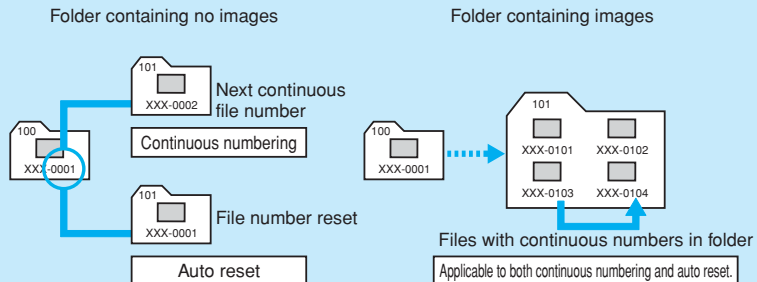 Folder containing no images
101
XXX-0002
Next continuous
file number
Continuous numbering
100
XXX-0001
101
XXX-0001
File number reset
Auto reset
Folder containing images
100
XXX-0001
101
XXX-0101 XXX-0102
XXX-0103 XXX-0104
Files with continuous numbers in folder
Applicable to both continuous numbering and auto reset.